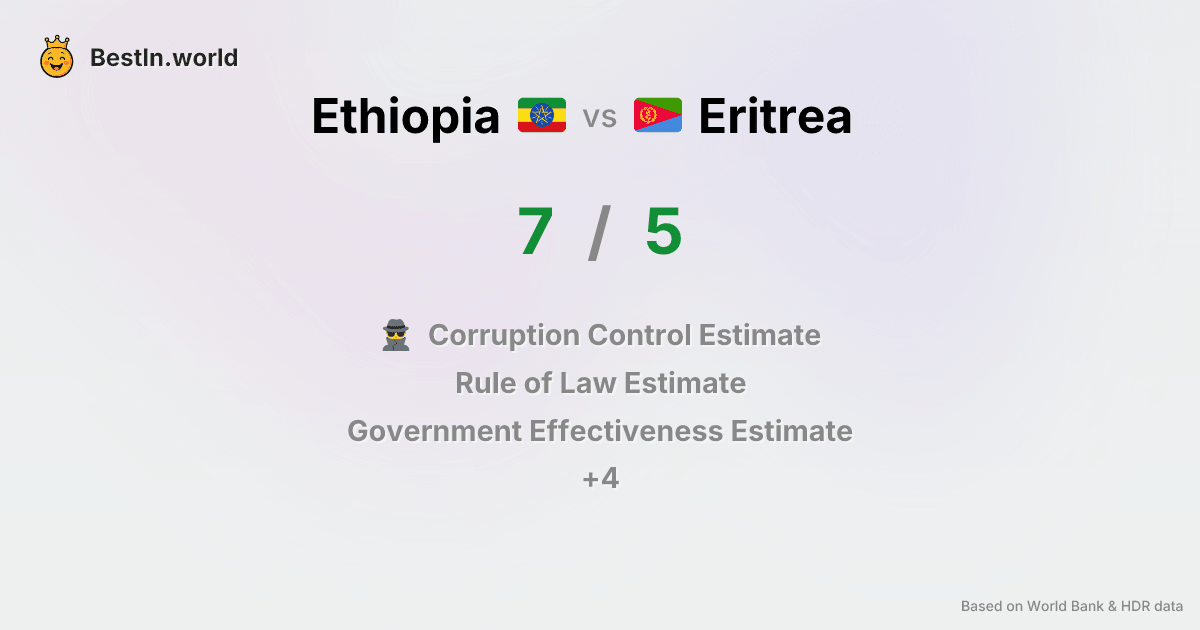 BestIn.world
Ethiopia vs Eritrea
7 / 5
Corruption Control Estimate
Rule of Law Estimate
Government Effectiveness Estimate
+4
Based on World Bank & HDR data